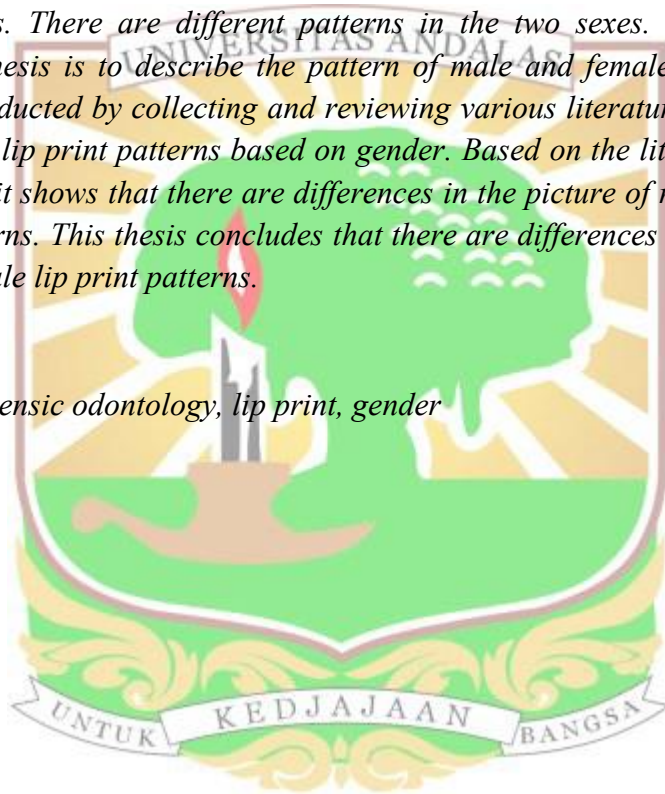 s. There are different patterns in the two sexes.
UNIVERSITAS ANDALAS
nesis is to describe the pattern of male and female
ducted by collecting and reviewing various literatur
lip print patterns based on gender. Based on the lit
it shows that there are differences in the picture of
rns. This thesis concludes that there are differences
ale lip print patterns.
ensic odontology, lip print, gender
UNTUK KEDJAJAAN BANGSA